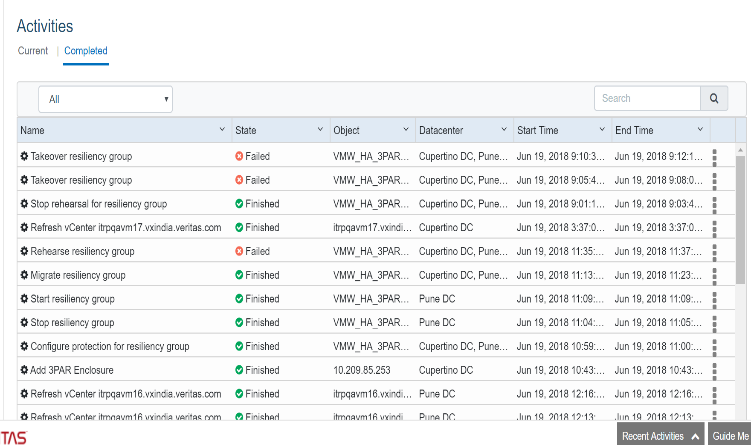 Activities
Current | Completed
All
Search
Name State Object Datacenter Start Time End Time
Takeover resiliency group Failed VMW_HA_3PAR... Cupertino DC, Pune... Jun 19, 2018 9:10:3... Jun 19, 2018 9:12:1...
Takeover resiliency group Failed VMW_HA_3PAR... Cupertino DC, Pune... Jun 19, 2018 9:05:4... Jun 19, 2018 9:08:0...
Stop rehearsal for resiliency group Finished VMW_HA_3PAR... Cupertino DC, Pune... Jun 19, 2018 9:01:1... Jun 19, 2018 9:03:4...
Refresh vCenter itrpqavm17.vxindia.veritas.com Finished itrpqavm17.vxindi... Cupertino DC Jun 19, 2018 3:37:0... Jun 19, 2018 3:37:0...
Rehearse resiliency group Failed VMW_HA_3PAR... Cupertino DC, Pune... Jun 19, 2018 11:35:... Jun 19, 2018 11:37:...
Migrate resiliency group Finished VMW_HA_3PAR... Cupertino DC, Pune... Jun 19, 2018 11:13:... Jun 19, 2018 11:23:...
Start resiliency group Finished VMW_HA_3PAR... Pune DC Jun 19, 2018 11:09:... Jun 19, 2018 11:09:...
Stop resiliency group Finished VMW_HA_3PAR... Pune DC Jun 19, 2018 11:04:... Jun 19, 2018 11:05:...
Configure protection for resiliency group Finished VMW_HA_3PAR... Cupertino DC, Pune... Jun 19, 2018 10:59:... Jun 19, 2018 11:00:...
Add 3PAR Enclosure Finished 10.209.85.253 Cupertino DC Jun 19, 2018 10:43:... Jun 19, 2018 10:43:...
Refresh vCenter itrpqavm16.vxindia.veritas.com Finished itrpqavm16.vxindi... Pune DC Jun 19, 2018 12:16:... Jun 19, 2018 12:16:...
Refresh vCenter itrpqavm16.vxindia.veritas.com Finished itrpqavm16.vxindi... Pune DC Jun 19, 2018 12:13:... Jun 19, 2018 12:13:...
TAS
Recent Activities Guide Me